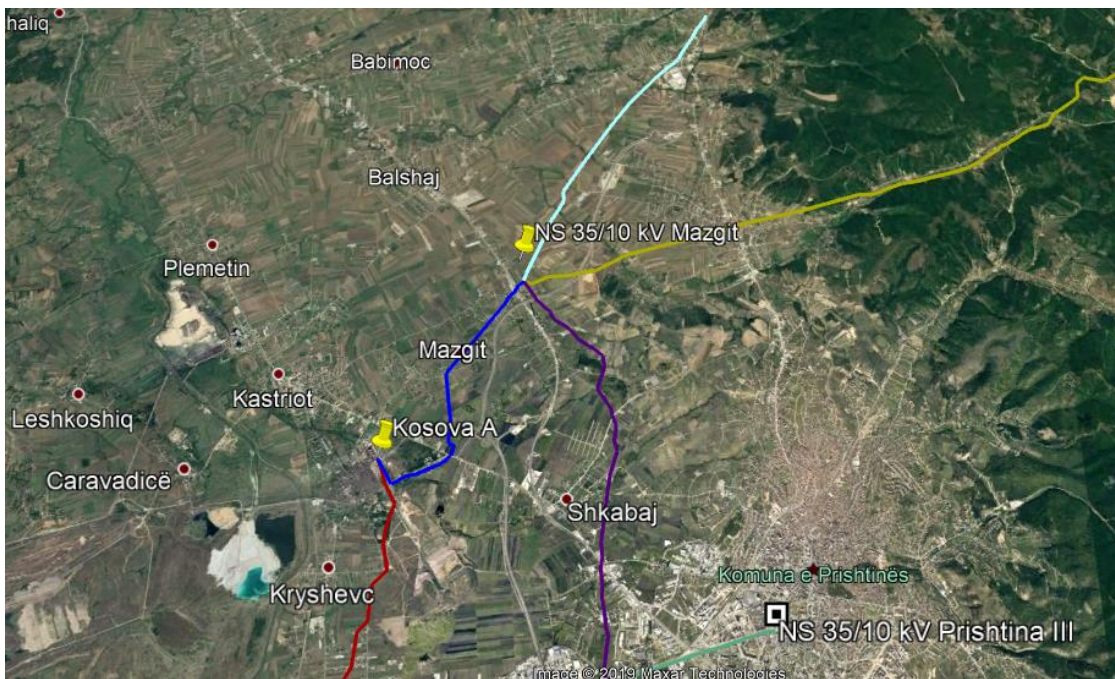 haliq
Babimoc
Balshaj
NS 35/10 kV Mazgit
Plemetin
Mazgit
Kastriot
Leshkoshiq
Kosova A
Caravadicë
Shkabaj
Kryshevc
Komuna e Prishtinës
NS 35/10 kV Prishtina III
Image © 2019 Maxar Technologies